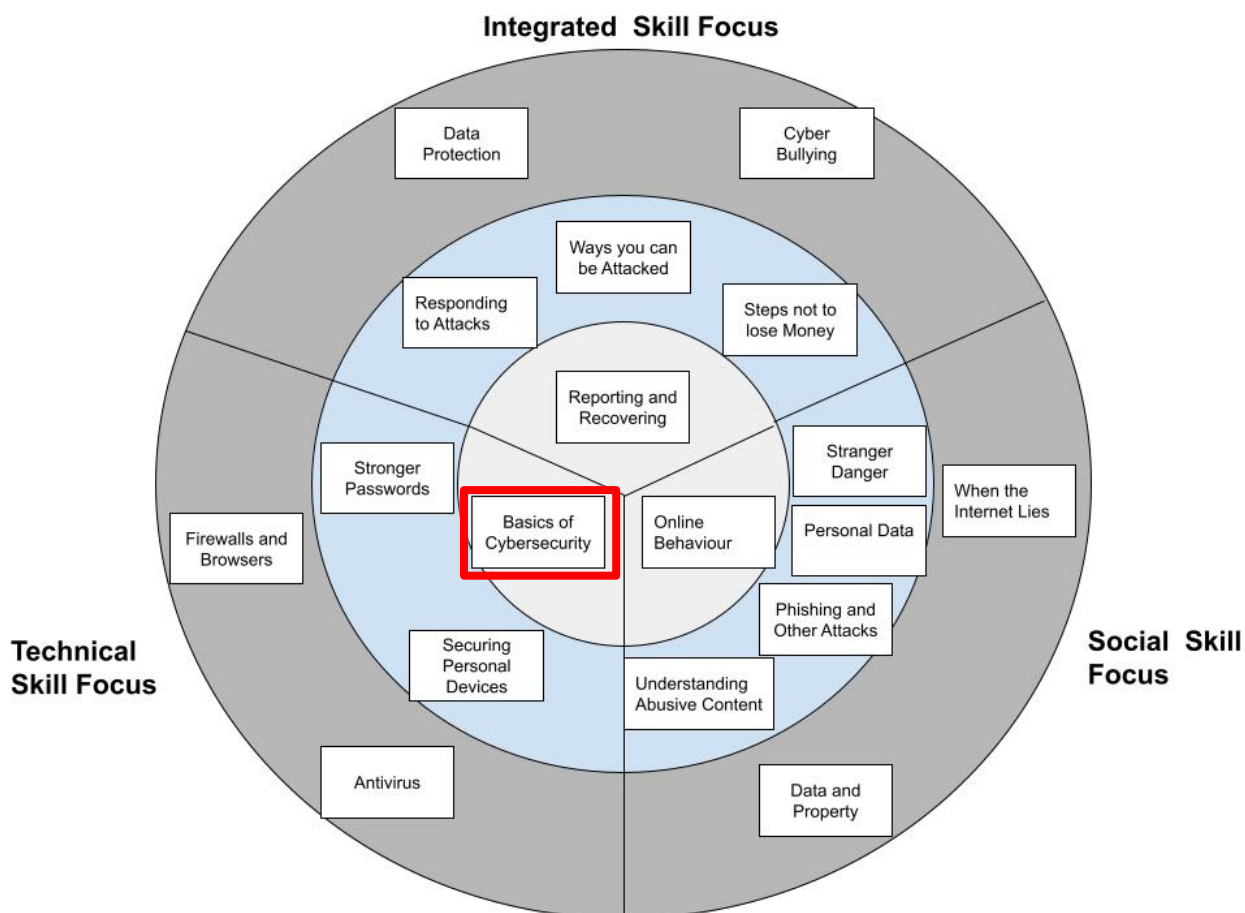 Integrated Skill Focus
Data
Protection
Cyber
Bullying
Ways you can
be Attacked
Responding
to Attacks
Steps not to
lose Money
Reporting and
Recovering
Stronger
Passwords
Stranger
Danger
When the
Internet Lies
Basics of
Cybersecurity
Online
Behaviour
Personal Data
Firewalls and
Browsers
Phishing and
Other Attacks
Technical
Skill Focus
Securing
Personal
Devices
Understanding
Abusive Content
Social Skill
Focus
Antivirus
Data and
Property